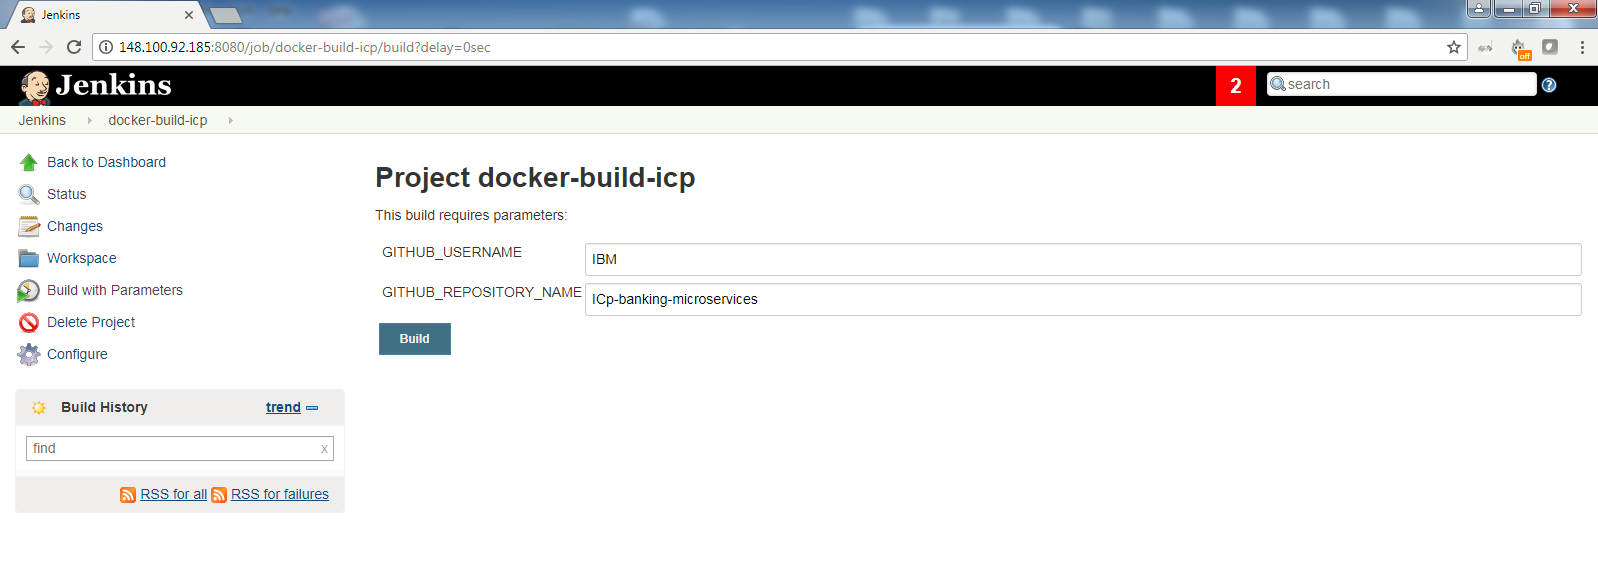 Jenkins
148.100.92.185:8080/job/docker-build-icp/build?delay=0sec
off
Jenkins
2
search
Jenkins
docker-build-icp
Back to Dashboard
Status
Changes
Workspace
Build with Parameters
Delete Project
Configure
Build History
trend
find
x
RSS for all
RSS for failures
Project docker-build-icp
This build requires parameters:
GITHUB_USERNAME
IBM
GITHUB_REPOSITORY_NAME
ICp-banking-microservices
Build